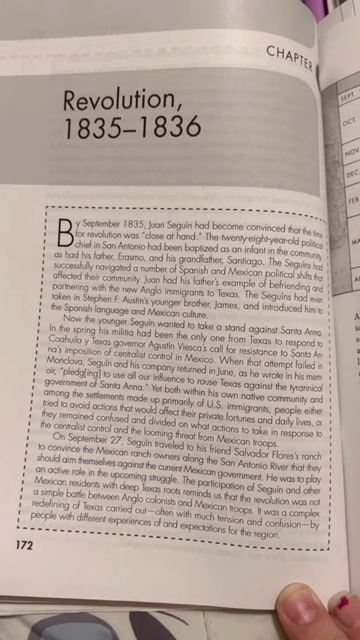 CHAPTER
Revolution,
1835–1836
By September 1835, Juan Seguín had become convinced that the time
for revolution was "close at hand." The twenty-eight-year-old political
chief in San Antonio had been baptized as an infant in the community,
as had his father, Erasmo, and his grandfather, Santiago. The Seguíns had
successfully navigated a number of Spanish and Mexican political shifts that
affected their community. Juan had his father's example of befriending and
partnering with the new Anglo immigrants to Texas. The Seguíns had even
taken in Stephen F. Austin's younger brother, James, and introduced him to
the Spanish language and Mexican culture.
Now the younger Seguín wanted to take a stand against Santa Anna.
In the spring his militia had been the only one from Texas to respond to
Coahuila y Texas governor Agustín Viesca's call for resistance to Santa An-
na's imposition of centralist control in Mexico. When that attempt failed in
Monclova, Seguín and his company returned in June, as he wrote in his mem-
oir, "pledg[ing] to use all our influence to rouse Texas against the tyrannical
government of Santa Anna." Yet both within his own native community and
among the settlements made up primarily of U.S. immigrants, people either
tried to avoid actions that would affect their private fortunes and daily lives, or
they remained confused and divided on what actions to take in response to
the centralist control and the looming threat from Mexican troops.
On September 27, Seguín traveled to his friend Salvador Flores's ranch
to convince the Mexican ranch owners along the San Antonio River that they
should arm themselves against the current Mexican government. He was to play
an active role in the upcoming struggle. The participation of Seguín and other
Mexican residents with deep Texas roots reminds us that the revolution was not
a simple battle between Anglo colonists and Mexican troops. It was a complex
redefining of Texas carried out—often with much tension and confusion—by
people with different experiences of and expectations for the region.
172
SEPT.
OCT.
NOV.
DEC.
FEB.